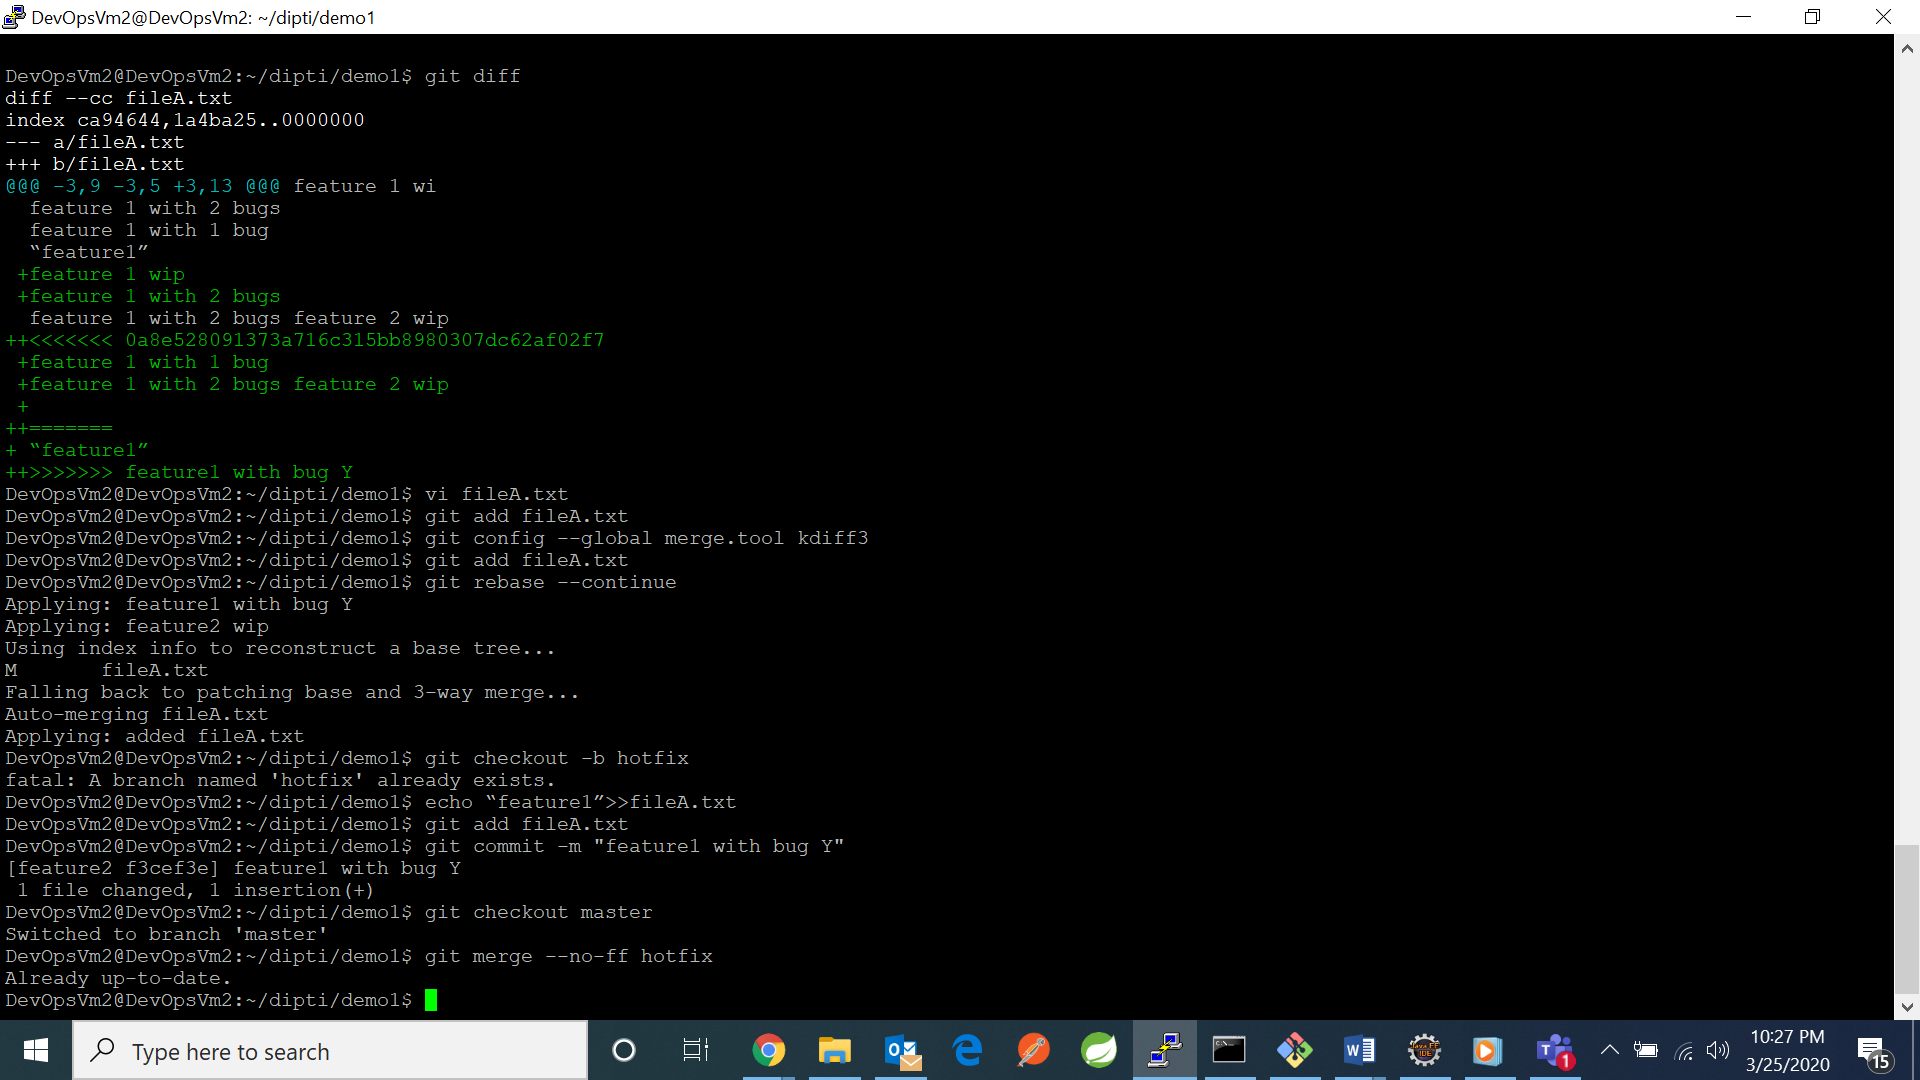 DevOpsVm2@DevOpsVm2: ~/dipti/demo1
DevOpsVm2@DevOpsVm2:~/dipti/demo1$ git diff
diff --cc fileA.txt
index ca94644,1a4ba25..0000000
--- a/fileA.txt
+++ b/fileA.txt
@@@ -3,9 -3,5 +3,13 @@@ feature 1 wi
  feature 1 with 2 bugs
  feature 1 with 1 bug
  “feature1”
 +feature 1 wip
 +feature 1 with 2 bugs
  feature 1 with 2 bugs feature 2 wip
++<<<<<<< 0a8e528091373a716c315bb8980307dc62af02f7
 +feature 1 with 1 bug
 +feature 1 with 2 bugs feature 2 wip
 +
++=======
+ “feature1”
++>>>>>>> feature1 with bug Y
DevOpsVm2@DevOpsVm2:~/dipti/demo1$ vi fileA.txt
DevOpsVm2@DevOpsVm2:~/dipti/demo1$ git add fileA.txt
DevOpsVm2@DevOpsVm2:~/dipti/demo1$ git config --global merge.tool kdiff3
DevOpsVm2@DevOpsVm2:~/dipti/demo1$ git add fileA.txt
DevOpsVm2@DevOpsVm2:~/dipti/demo1$ git rebase --continue
Applying: feature1 with bug Y
Applying: feature2 wip
Using index info to reconstruct a base tree...
M       fileA.txt
Falling back to patching base and 3-way merge...
Auto-merging fileA.txt
Applying: added fileA.txt
DevOpsVm2@DevOpsVm2:~/dipti/demo1$ git checkout -b hotfix
fatal: A branch named 'hotfix' already exists.
DevOpsVm2@DevOpsVm2:~/dipti/demo1$ echo “feature1”>>fileA.txt
DevOpsVm2@DevOpsVm2:~/dipti/demo1$ git add fileA.txt
DevOpsVm2@DevOpsVm2:~/dipti/demo1$ git commit -m "feature1 with bug Y"
[feature2 f3cef3e] feature1 with bug Y
 1 file changed, 1 insertion(+)
DevOpsVm2@DevOpsVm2:~/dipti/demo1$ git checkout master
Switched to branch 'master'
DevOpsVm2@DevOpsVm2:~/dipti/demo1$ git merge --no-ff hotfix
Already up-to-date.
DevOpsVm2@DevOpsVm2:~/dipti/demo1$
Type here to search
10:27 PM
3/25/2020
15
1